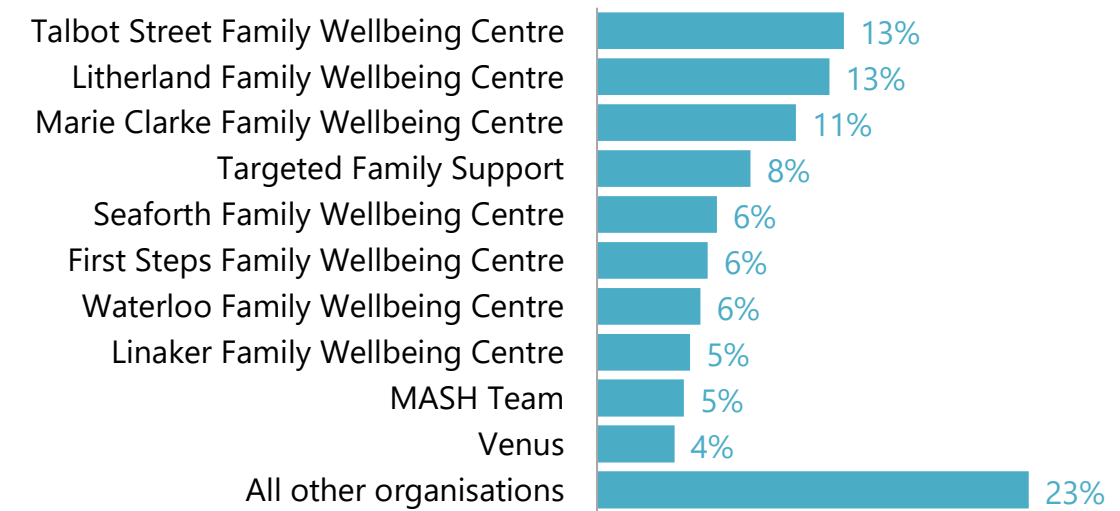 Talbot Street Family Wellbeing Centre 13%
Litherland Family Wellbeing Centre 13%
Marie Clarke Family Wellbeing Centre 11%
Targeted Family Support 8%
Seaforth Family Wellbeing Centre 6%
First Steps Family Wellbeing Centre 6%
Waterloo Family Wellbeing Centre 6%
Linaker Family Wellbeing Centre 5%
MASH Team 5%
Venus 4%
All other organisations 23%